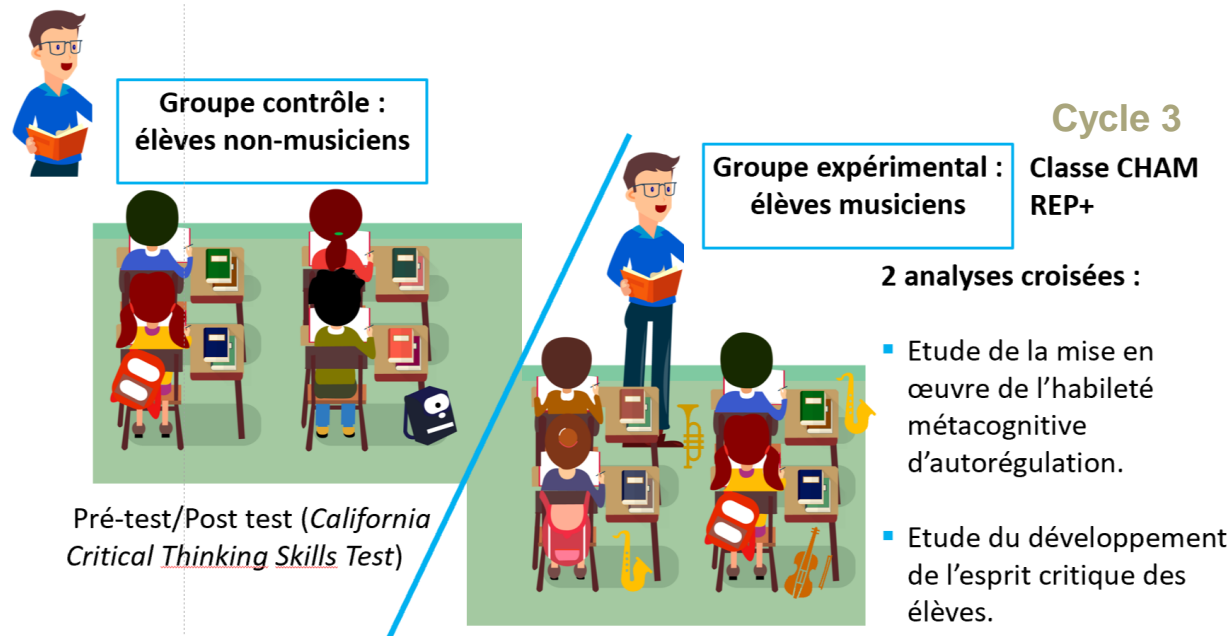 Groupe contrôle :
élèves non-musiciens
Pré-test/Post test (California
Critical Thinking Skills Test)
Groupe expérimental :
élèves musiciens
Cycle 3
Classe CHAM
REP+
2 analyses croisées :
▪ Etude de la mise en
œuvre de l’habileté
métacognitive
d’autorégulation.
▪ Etude du développement
de l’esprit critique des
élèves.